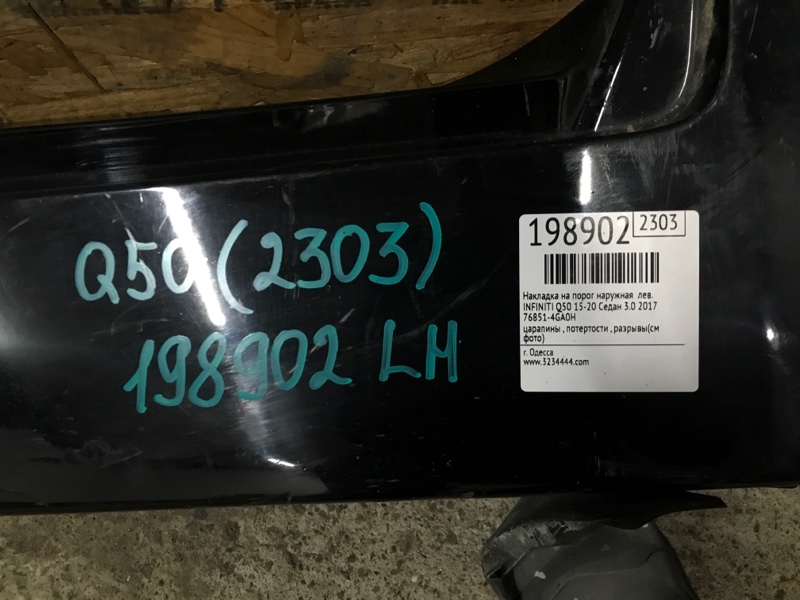 Q50 (2303)
198902 LH
198902 2303
Накладка на порог наружная лев.
INFINITI Q50 15-20 Седан 3.0 2017
76851-4GA0H
царапины , потертости , разрывы(см
фото)
г. Одесса
www.3234444.com